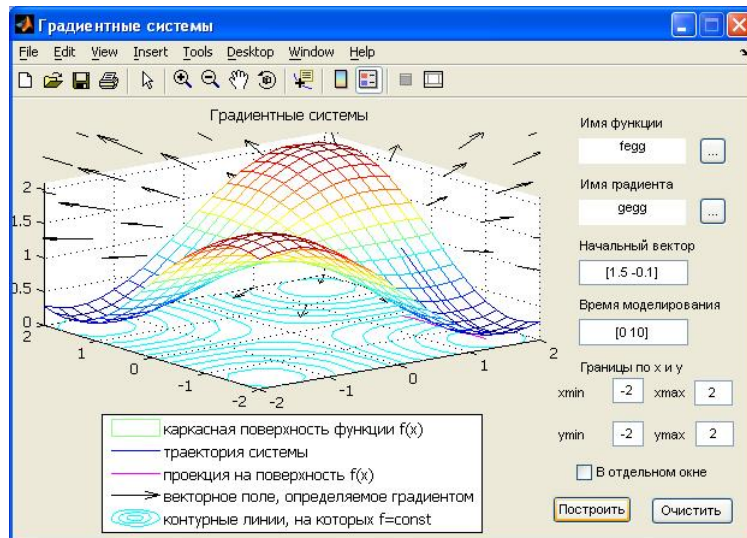 Градиентные системы
File Edit View Insert Tools Desktop Window Help
Градиентные системы
2
1.5
1
0.5
0
2
1
0
-1
-2
-2
-1
0
1
2
каркасная поверхность функции f(x)
траектория системы
проекция на поверхность f(x)
векторное поле, определяемое градиентом
контурные линии, на которых f=const
Имя функции
fegg ...
Имя градиента
gegg ...
Начальный вектор
[1.5 -0.1]
Время моделирования
[0 10]
Границы по x и y
xmin -2 xmax 2
ymin -2 ymax 2
В отдельном окне
Построить Очистить